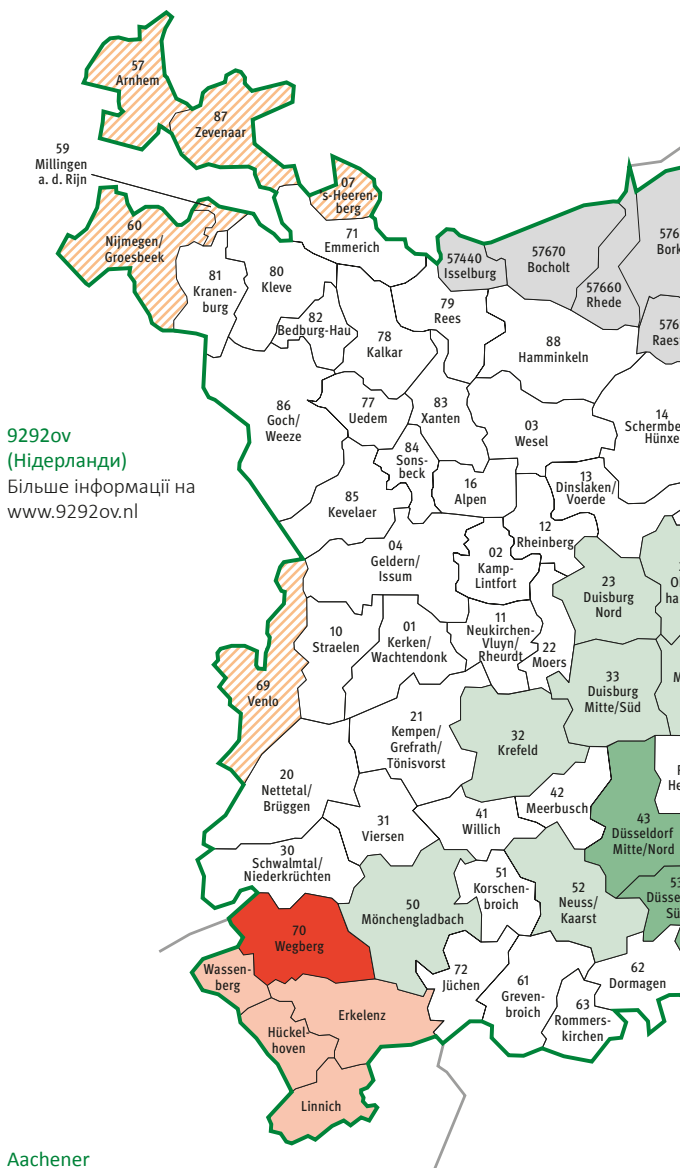 57
Arnhem
87
Zevenaar
59
Millingen
a. d. Rijn
07
's-Heeren-
berg
60
Nijmegen/
Groesbeek
71
Emmerich
57440
Isselburg
57670
Bocholt
57660
Rhede
81
Kranen-
burg
80
Kleve
82
Bedburg-Hau
79
Rees
78
Kalkar
88
Hamminkeln
86
Goch/
Weeze
77
Uedem
83
Xanten
03
Wesel
14
84
Sons-
beck
9292ov
(Нідерланди)
Більше інформації на
www.9292ov.nl
85
Kevelaer
16
Alpen
13
Dinslaken/
Voerde
12
Rheinberg
04
Geldern/
Issum
02
Kamp-
Lintfort
23
Duisburg
Nord
10
Straelen
01
Kerken/
Wachtendonk
11
Neukirchen-
Vluyn/
Rheurdt
22
Moers
69
Venlo
33
Duisburg
Mitte/Süd
21
Kempen/
Grefrath/
Tönisvorst
32
Krefeld
20
Nettetal/
Brüggen
42
Meerbusch
31
Viersen
41
Willich
43
Düsseldorf
Mitte/Nord
30
Schwalmtal/
Niederkrüchten
51
Korschen-
broich
50
Mönchengladbach
52
Neuss/
Kaarst
70
Wegberg
72
Jüchen
61
Greven-
broich
62
Dormagen
63
Rommers-
kirchen
Wassen-
berg
Erkelenz
Hückel-
hoven
Linnich
Aachener